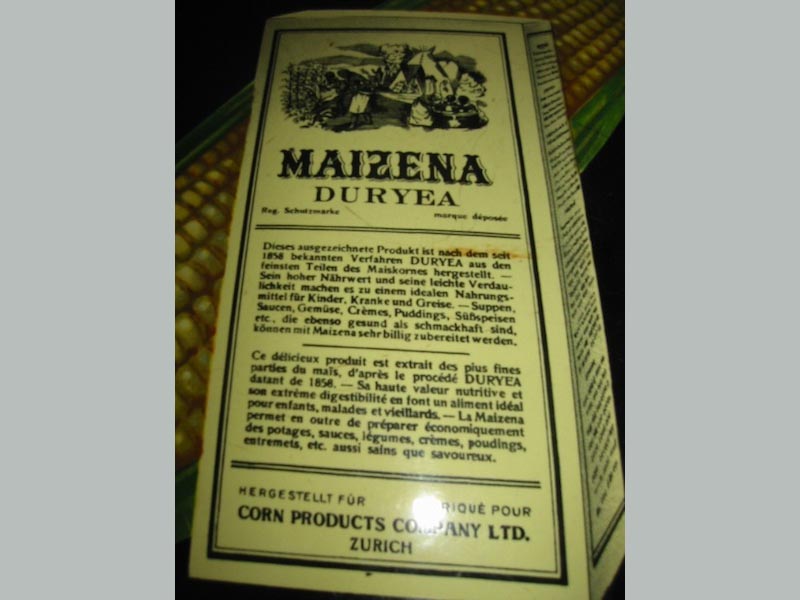 MAIZENA
DURYEA
Reg. Schutzmarke marque déposée
Dieses ausgezeichnete Produkt ist nach dem seit
1858 bekannten Verfahren DURYEA aus den
feinsten Teilen des Maiskornes hergestellt. —
Sein hoher Nährwert und seine leichte Verdau-
lichkeit machen es zu einem idealen Nahrungs-
mittel für Kinder, Kranke und Greise. — Suppen,
Saucen, Gemüse, Crèmes, Puddings, Süßspeisen
etc., die ebenso gesund als schmackhaft sind,
können mit Maizena sehr billig zubereitet werden.
Ce délicieux produit est extrait des plus fines
parties du maïs, d'après le procédé DURYEA
datant de 1858. — Sa haute valeur nutritive et
son extrème digestibilité en font un aliment idéal
pour enfants, malades et vieillards. — La Maizena
permet en outre de préparer économiquement
des potages, sauces, légumes, crèmes, poudings,
entremets, etc. aussi sains que savoureux.
HERGESTELLT FÜR RIQUÉ POUR
CORN PRODUCTS COMPANY LTD.
ZURICH